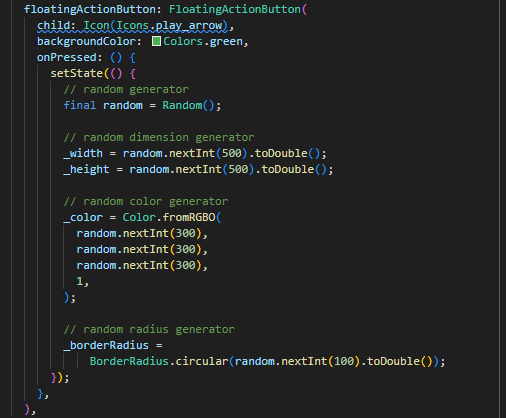 floatingActionButton: FloatingActionButton(
  child: Icon(Icons.play_arrow),
  backgroundColor: Colors.green,
  onPressed: () {
    setState(() {
      // random generator
      final random = Random();

      // random dimension generator
      _width = random.nextInt(500).toDouble();
      _height = random.nextInt(500).toDouble();

      // random color generator
      _color = Color.fromRGBO(
        random.nextInt(300),
        random.nextInt(300),
        random.nextInt(300),
        1,
      );

      // random radius generator
      _borderRadius =
          BorderRadius.circular(random.nextInt(100).toDouble());
    });
  },
),